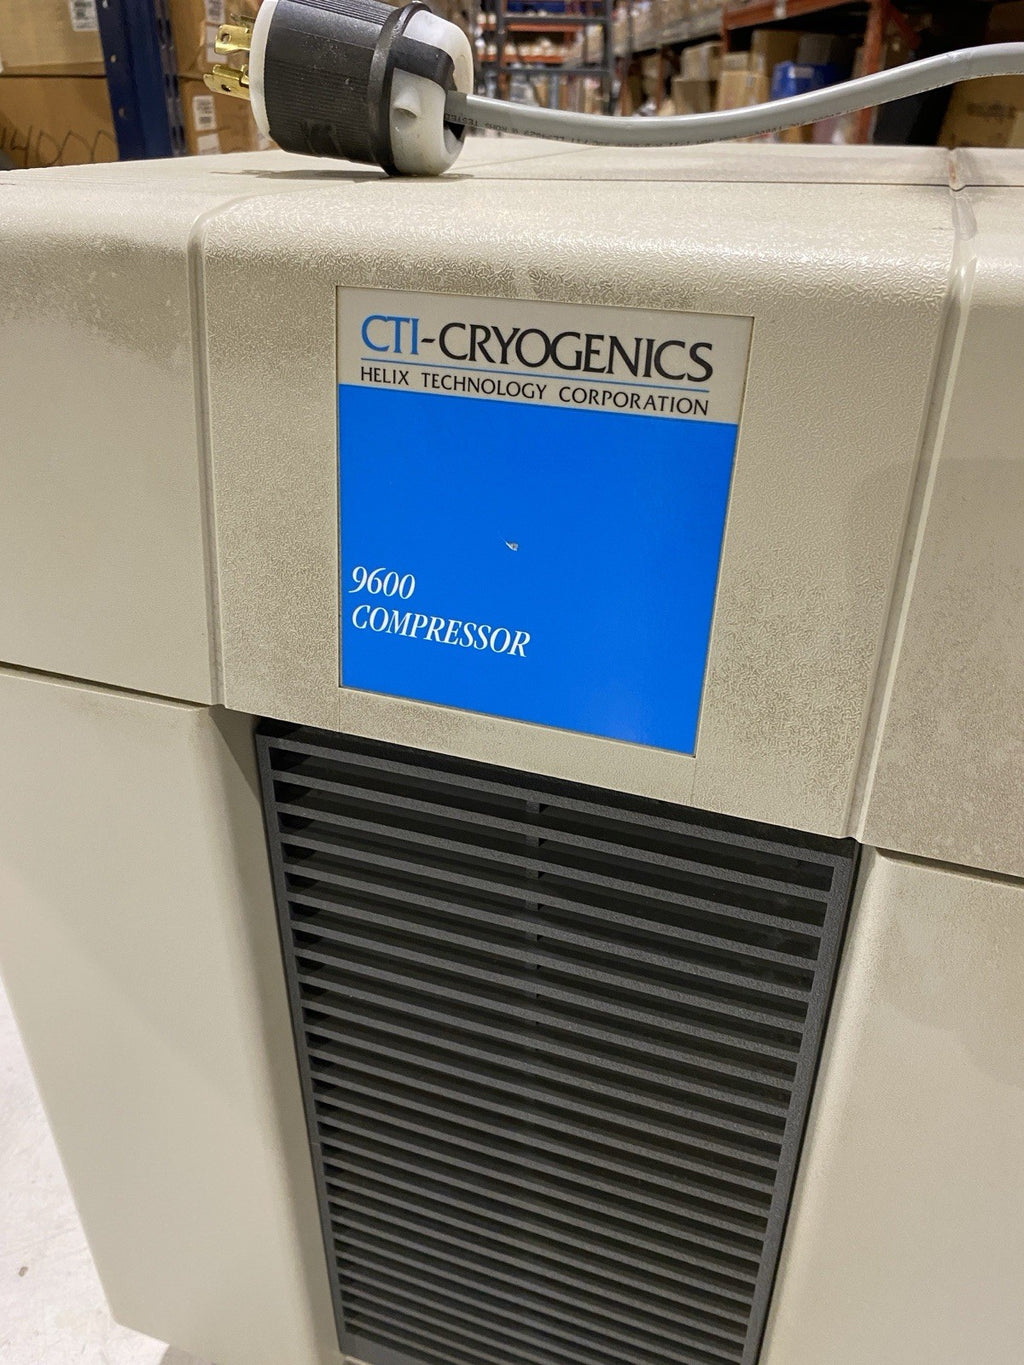 CTI-CRYOGENICS
HELIX TECHNOLOGY CORPORATION
9600
COMPRESSOR